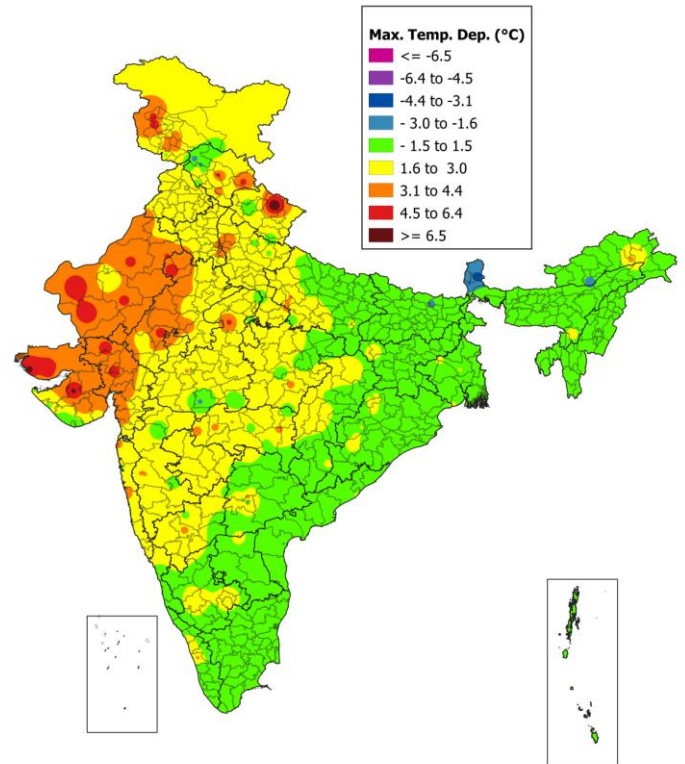 Max. Temp. Dep. (°C)
<= -6.5
-6.4 to -4.5
-4.4 to -3.1
- 3.0 to -1.6
- 1.5 to 1.5
1.6 to 3.0
3.1 to 4.4
4.5 to 6.4
>= 6.5